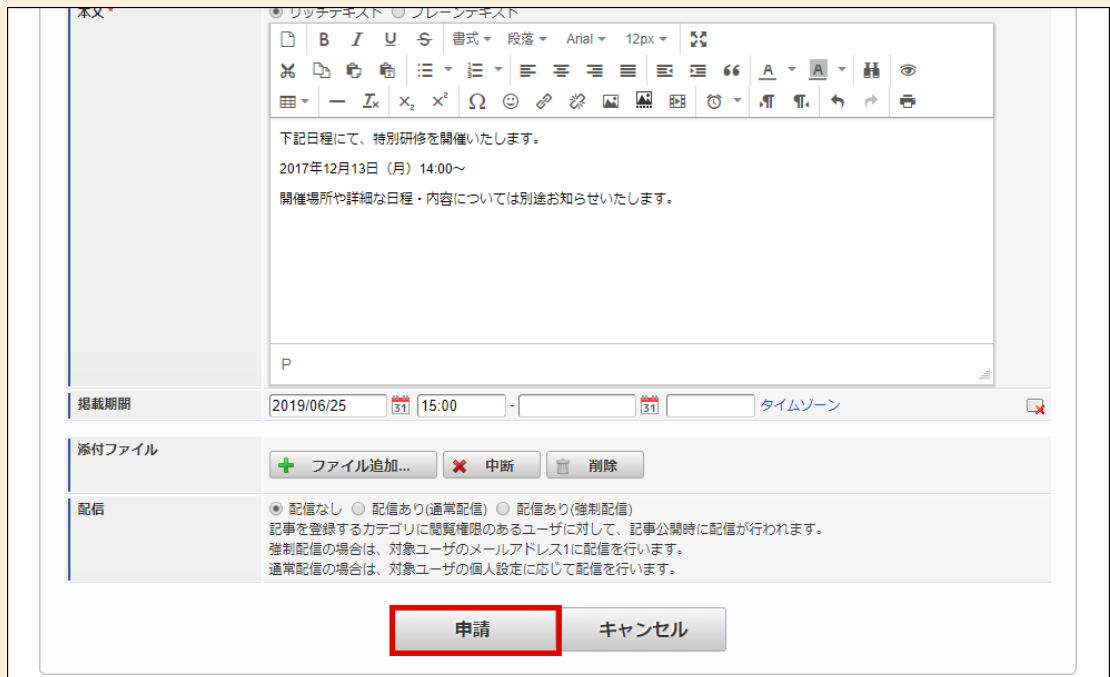 本文 *
リッチテキスト プレーンテキスト
B I U S 書式 段落 Arial 12px
A A
Ix X₂ X² Ω
下記日程にて、特別研修を開催いたします。
2017年12月13日（月）14:00～
開催場所や詳細な日程・内容については別途お知らせいたします。
P
掲載期間
2019/06/25 31 15:00 - 31 タイムゾーン
添付ファイル
ファイル追加... 中断 削除
配信
配信なし 配信あり(通常配信) 配信あり(強制配信)
記事を登録するカテゴリに閲覧権限のあるユーザに対して、記事公開時に配信が行われます。
強制配信の場合は、対象ユーザのメールアドレス1に配信を行います。
通常配信の場合は、対象ユーザの個人設定に応じて配信を行います。
申請 キャンセル